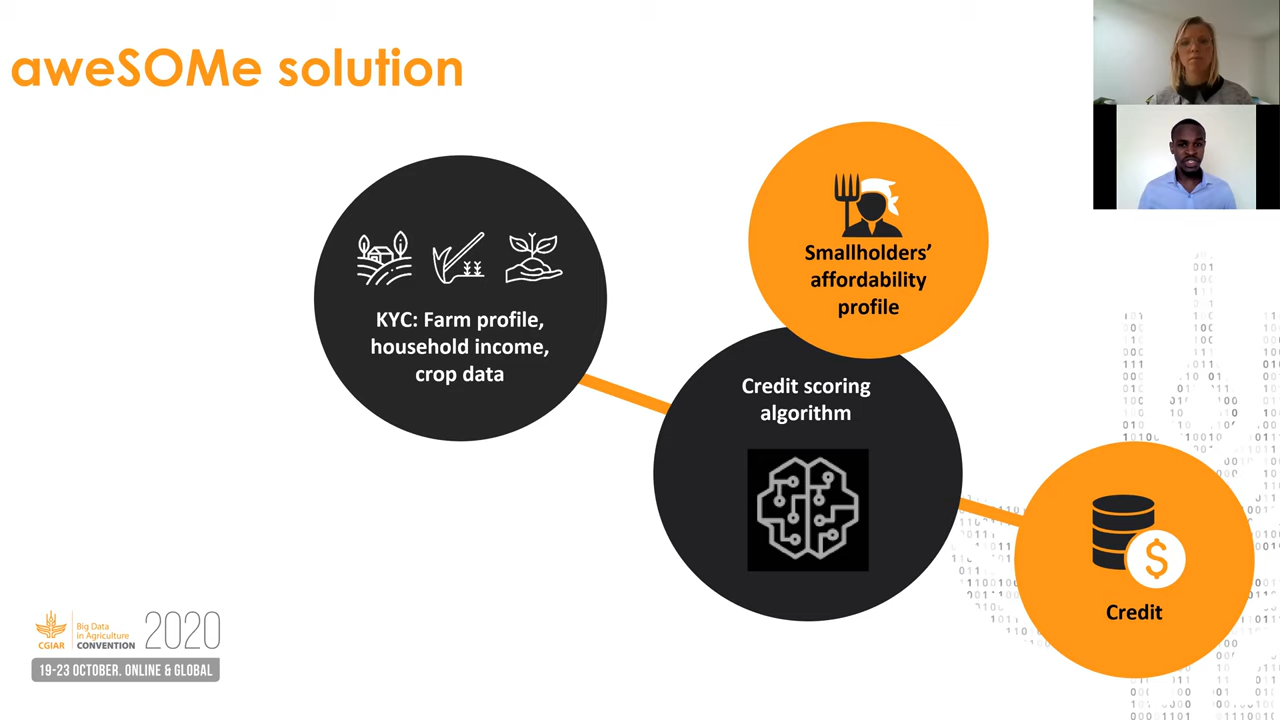 aweSOMe solution
KYC: Farm profile,
household income,
crop data
Smallholders’
affordability
profile
Credit scoring
algorithm
$
Credit
CGIAR
Big Data
in Agriculture
CONVENTION
2020
19-23 OCTOBER. ONLINE & GLOBAL